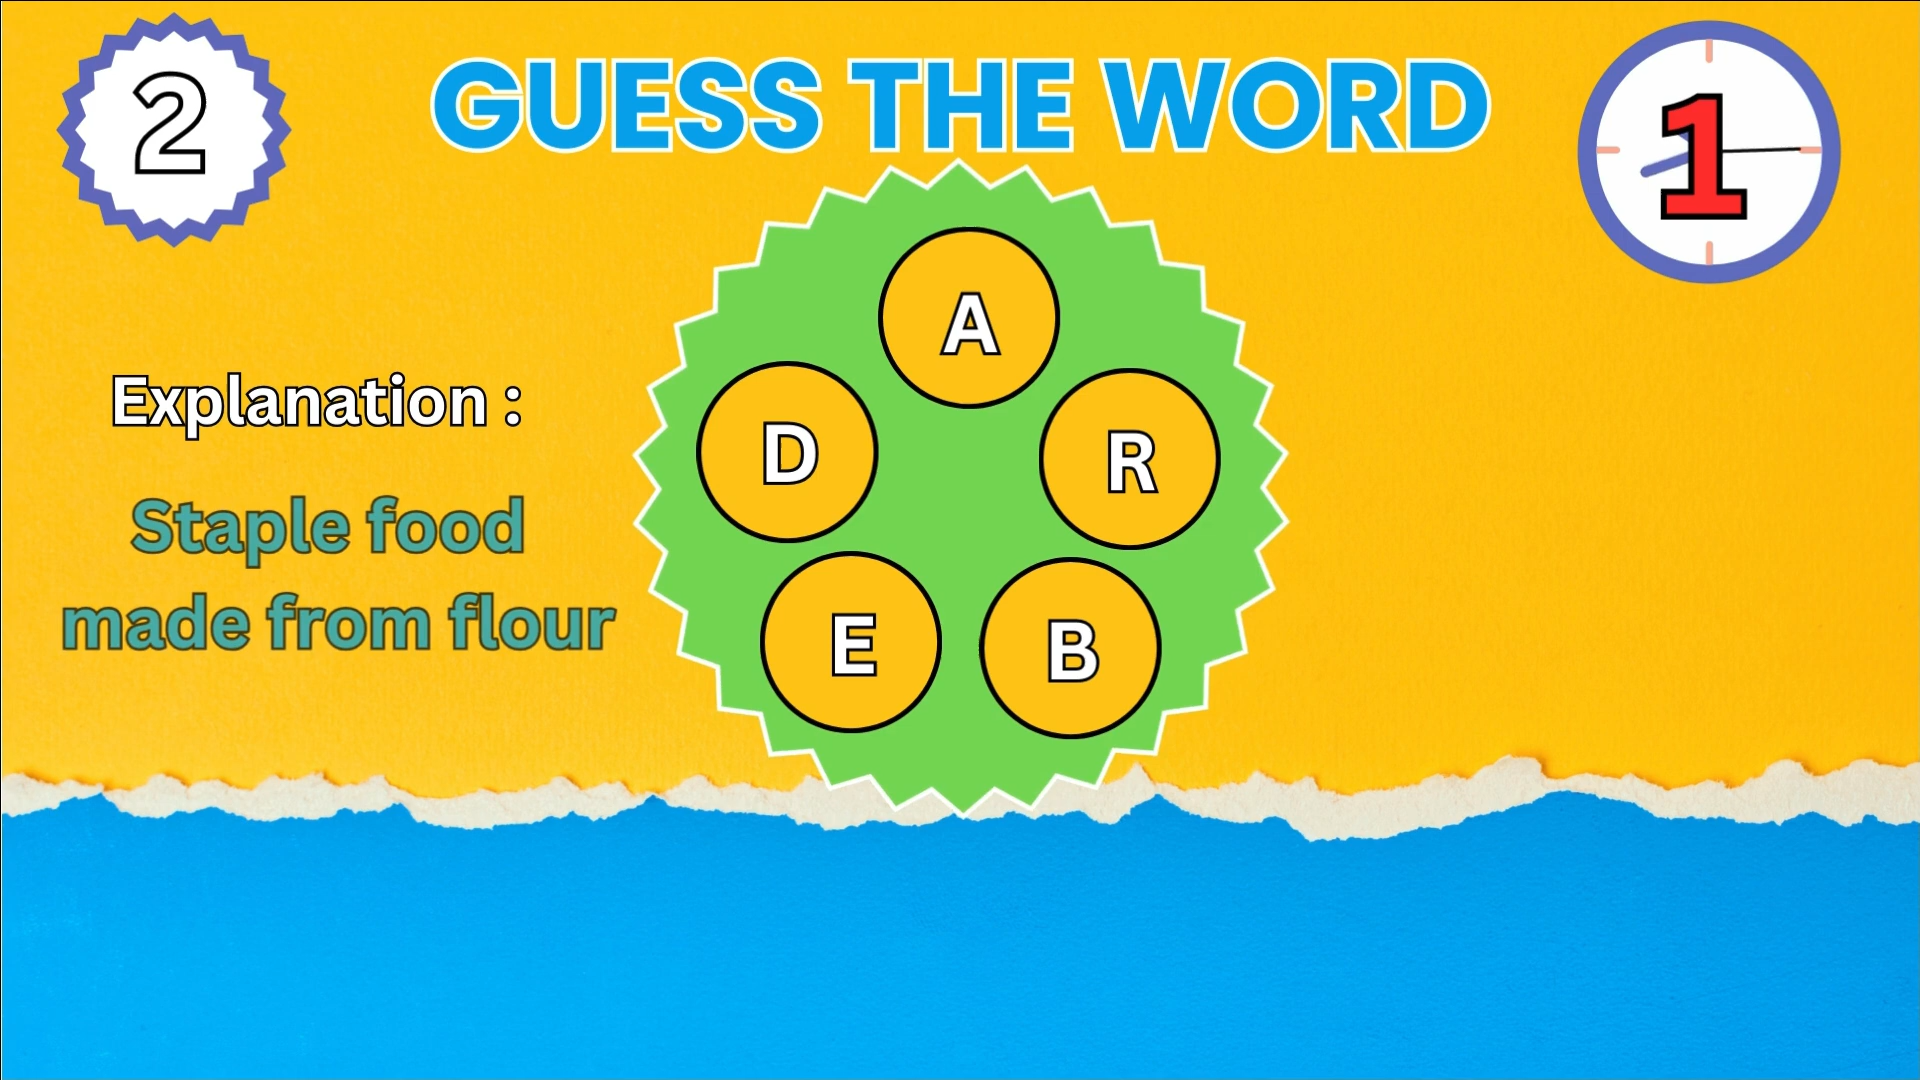 2
GUESS THE WORD
1
A
D
R
E
B
Explanation :
Staple food
made from flour